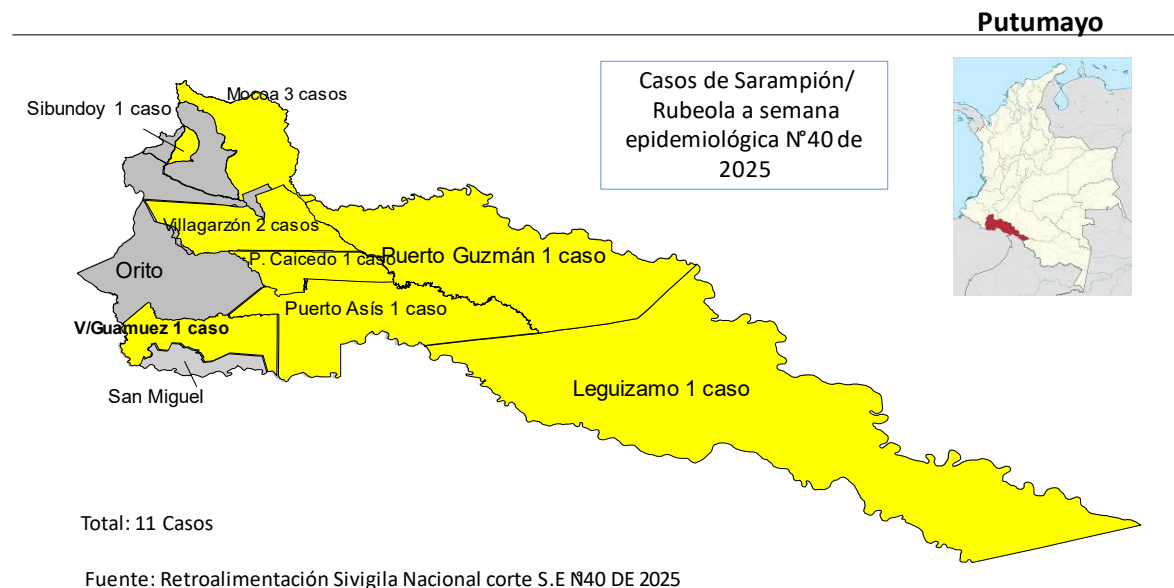 Putumayo
Casos de Sarampión/
Rubeola a semana
epidemiológica N°40 de
2025
Mocoa 3 casos
Sibundoy 1 caso
Villagarzón 2 casos
P. Caicedo 1 caso
Puerto Guzmán 1 caso
Orito
Puerto Asís 1 caso
V/Guamuez 1 caso
San Miguel
Leguizamo 1 caso
Total: 11 Casos
Fuente: Retroalimentación Sivigila Nacional corte S.E N°40 DE 2025